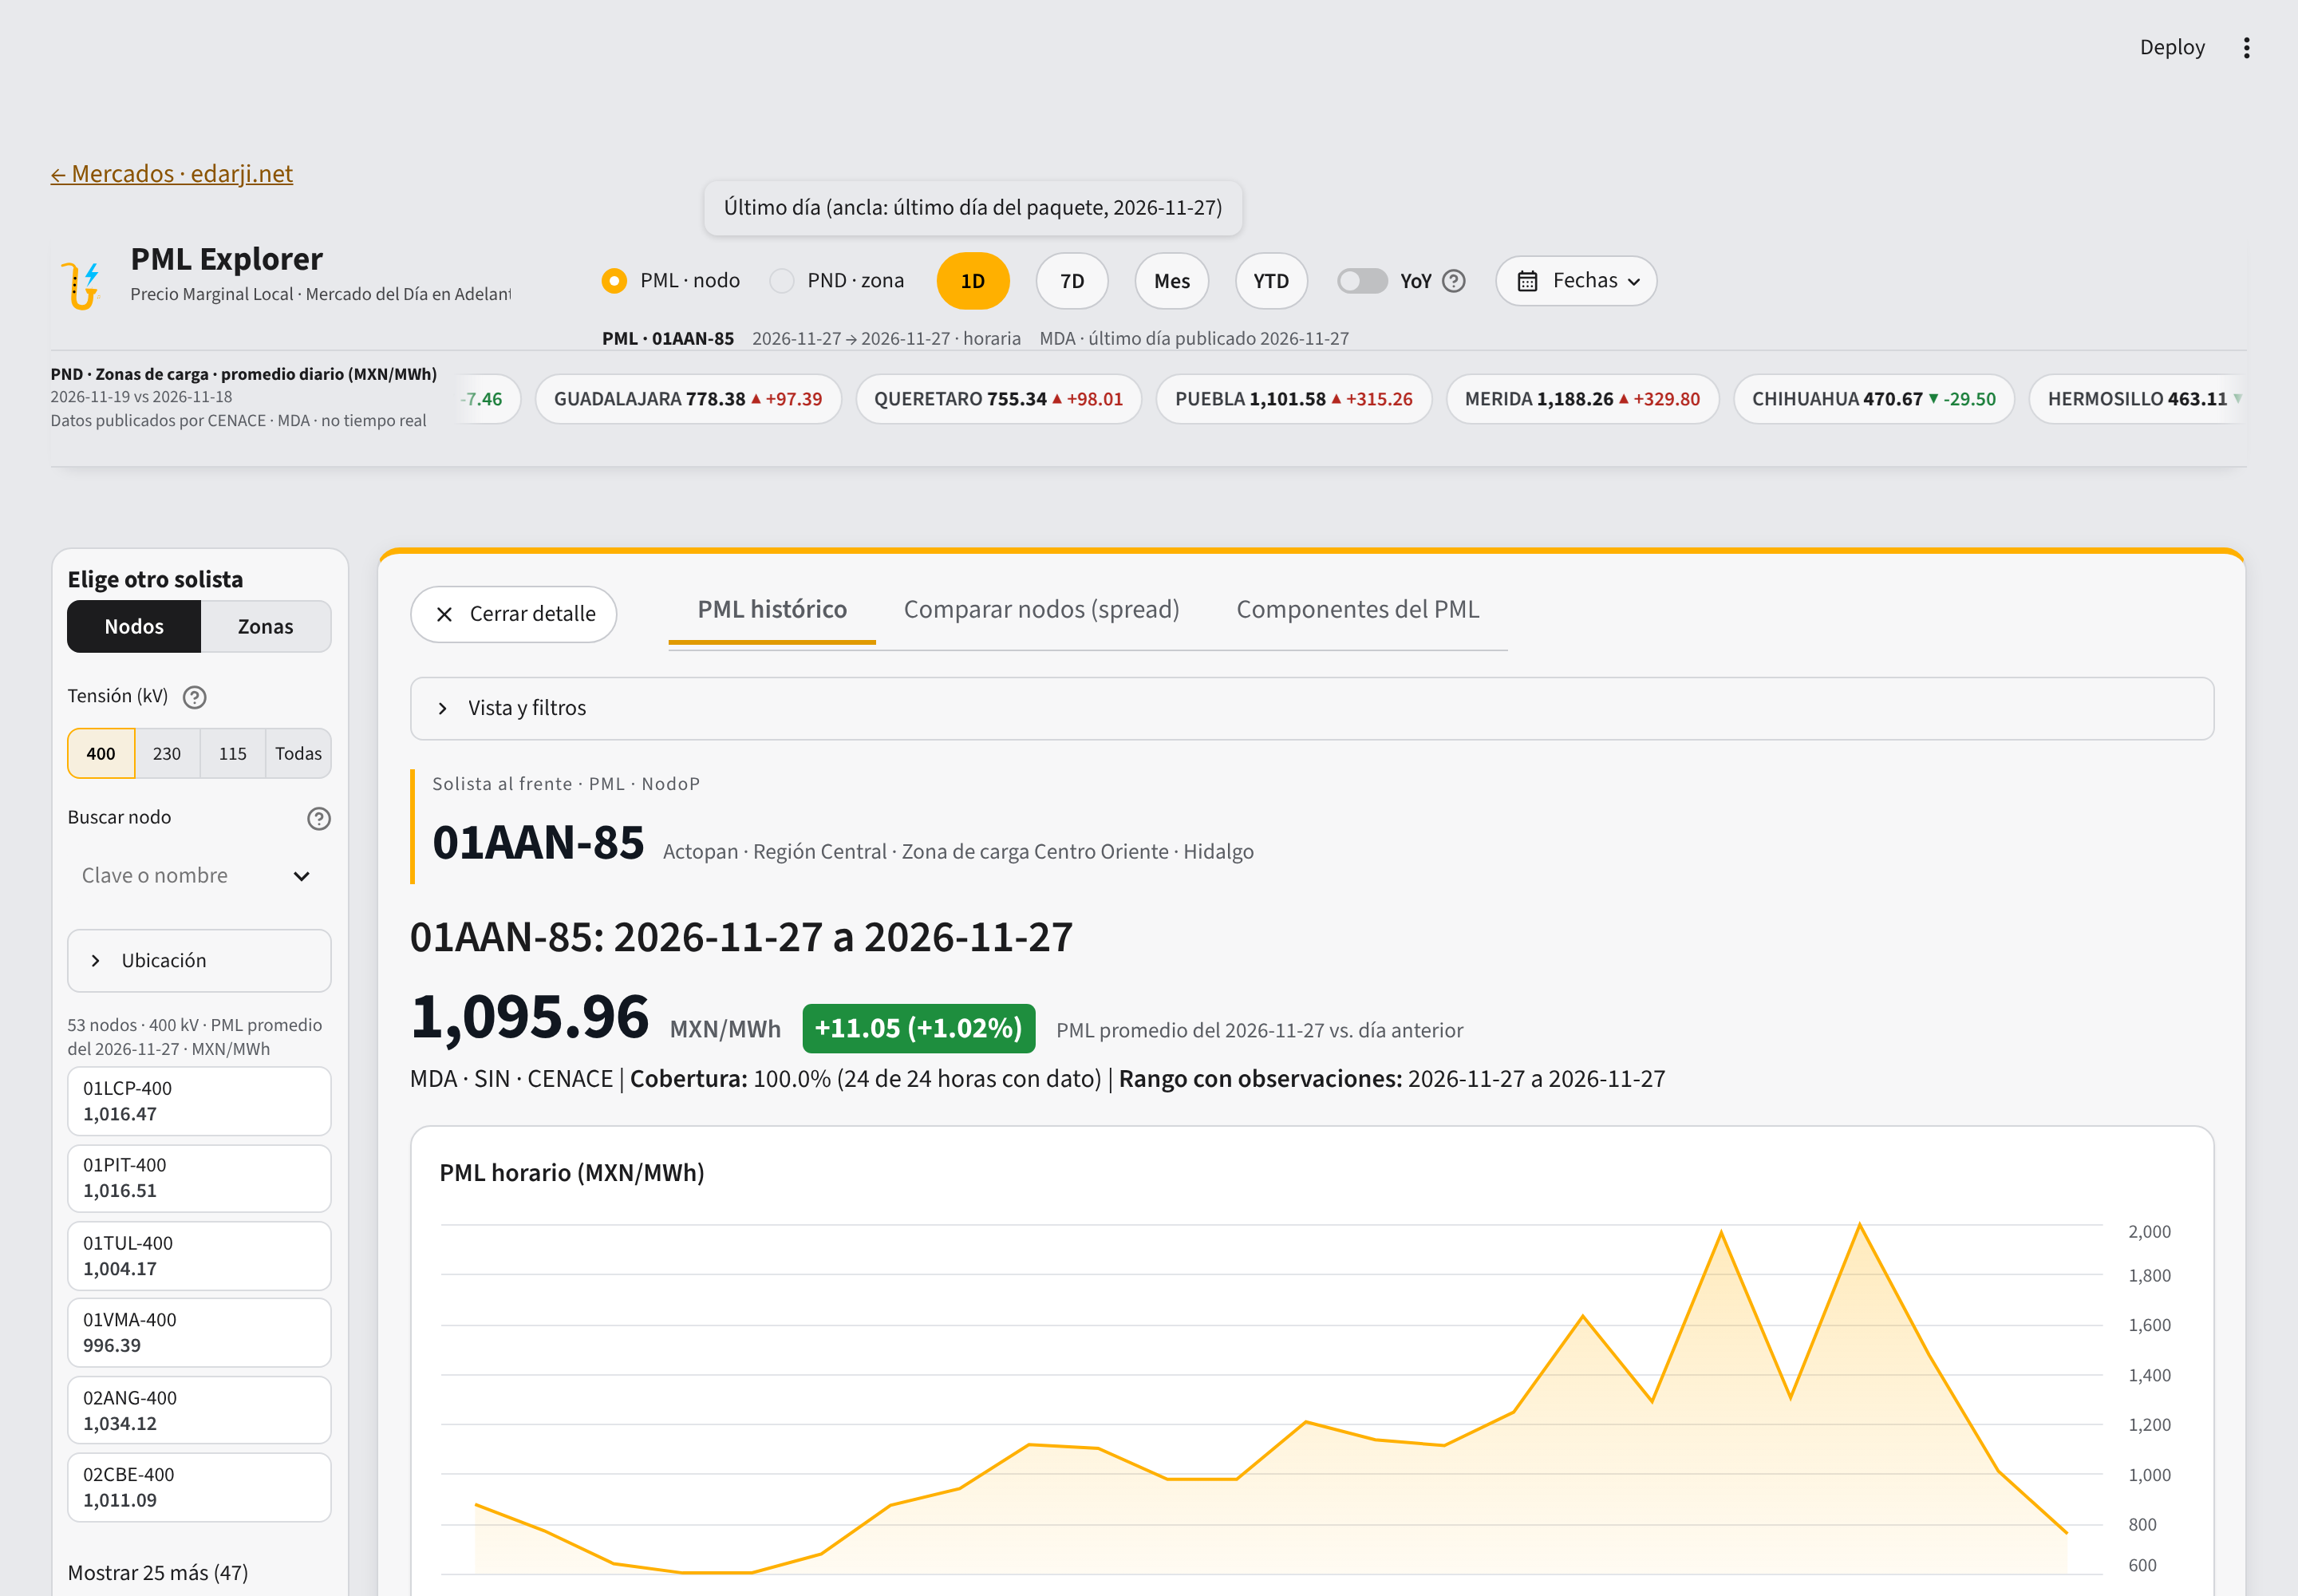 Deploy
← Mercados · edarji.net
Último día (ancla: último día del paquete, 2026-11-27)
PML Explorer
Precio Marginal Local · Mercado del Día en Adelant
PML · nodo
PND · zona
1D
7D
Mes
YTD
YoY
Fechas
PML · 01AAN-85 2026-11-27 → 2026-11-27 · horaria MDA · último día publicado 2026-11-27
PND · Zonas de carga · promedio diario (MXN/MWh)
2026-11-19 vs 2026-11-18
Datos publicados por CENACE · MDA · no tiempo real
-7.46
GUADALAJARA 778.38 ▲ +97.39
QUERETARO 755.34 ▲ +98.01
PUEBLA 1,101.58 ▲ +315.26
MERIDA 1,188.26 ▲ +329.80
CHIHUAHUA 470.67 ▼ -29.50
HERMOSILLO 463.11 ▼
Elige otro solista
Nodos
Zonas
Tensión (kV)
400
230
115
Todas
Buscar nodo
Clave o nombre
Ubicación
53 nodos · 400 kV · PML promedio
del 2026-11-27 · MXN/MWh
01LCP-400
1,016.47
01PIT-400
1,016.51
01TUL-400
1,004.17
01VMA-400
996.39
02ANG-400
1,034.12
02CBE-400
1,011.09
Mostrar 25 más (47)
Cerrar detalle
PML histórico
Comparar nodos (spread)
Componentes del PML
Vista y filtros
Solista al frente · PML · NodoP
01AAN-85 Actopan · Región Central · Zona de carga Centro Oriente · Hidalgo
01AAN-85: 2026-11-27 a 2026-11-27
1,095.96 MXN/MWh +11.05 (+1.02%) PML promedio del 2026-11-27 vs. día anterior
MDA · SIN · CENACE | Cobertura: 100.0% (24 de 24 horas con dato) | Rango con observaciones: 2026-11-27 a 2026-11-27
PML horario (MXN/MWh)
2,000
1,800
1,600
1,400
1,200
1,000
800
600